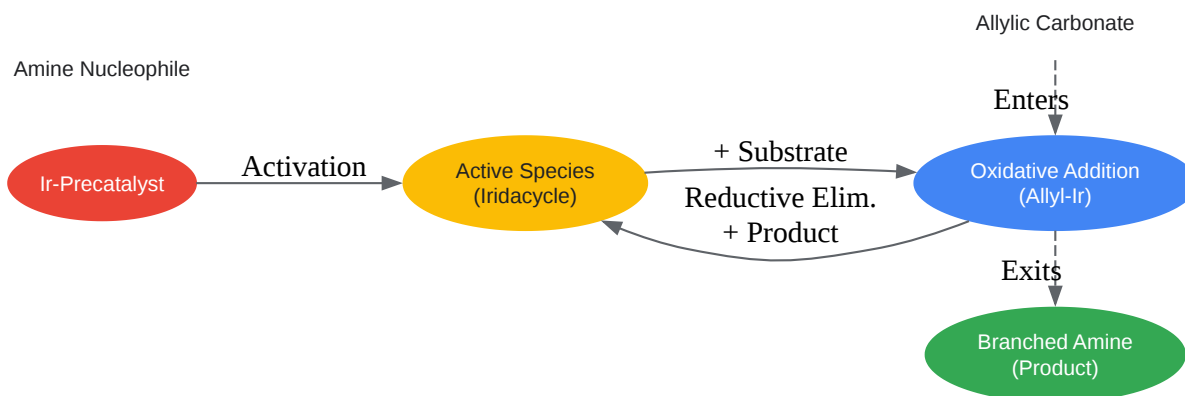 Allylic Carbonate
Amine Nucleophile
Enters
Ir-Precatalyst
Activation
Active Species
(Iridacycle)
+ Substrate
Reductive Elim.
+ Product
Oxidative Addition
(Allyl-Ir)
Exits
Branched Amine
(Product)